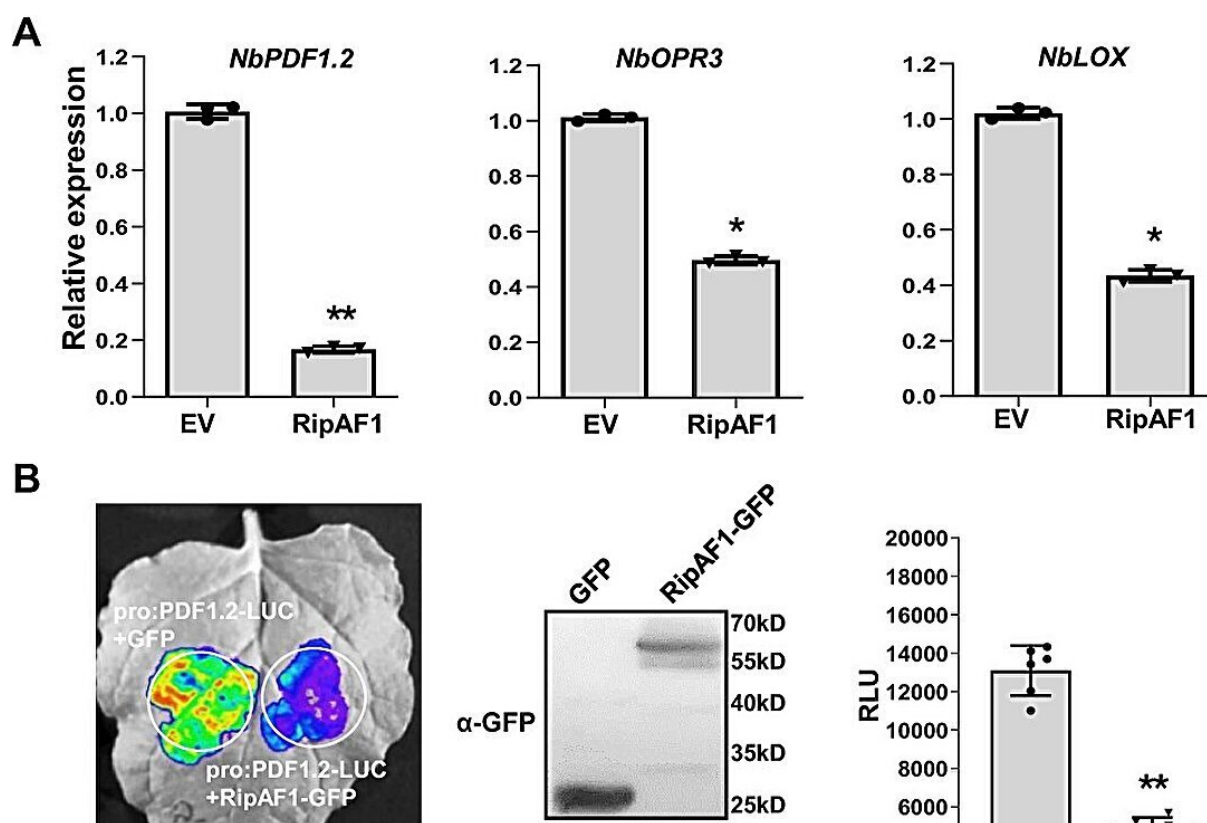 A
NbPDF1.2
NbOPR3
NbLOX
Relative expression
1.2
1.0
0.8
0.6
0.4
0.2
0.0
**
EV
RipAF1
1.2
1.0
0.8
0.6
0.4
0.2
0.0
*
EV
RipAF1
1.2
1.0
0.8
0.6
0.4
0.2
0.0
*
EV
RipAF1
B
pro:PDF1.2-LUC
+GFP
pro:PDF1.2-LUC
+RipAF1-GFP
GFP
RipAF1-GFP
α-GFP
70kD
55kD
40kD
35kD
25kD
RLU
20000
18000
16000
14000
12000
10000
8000
6000
**